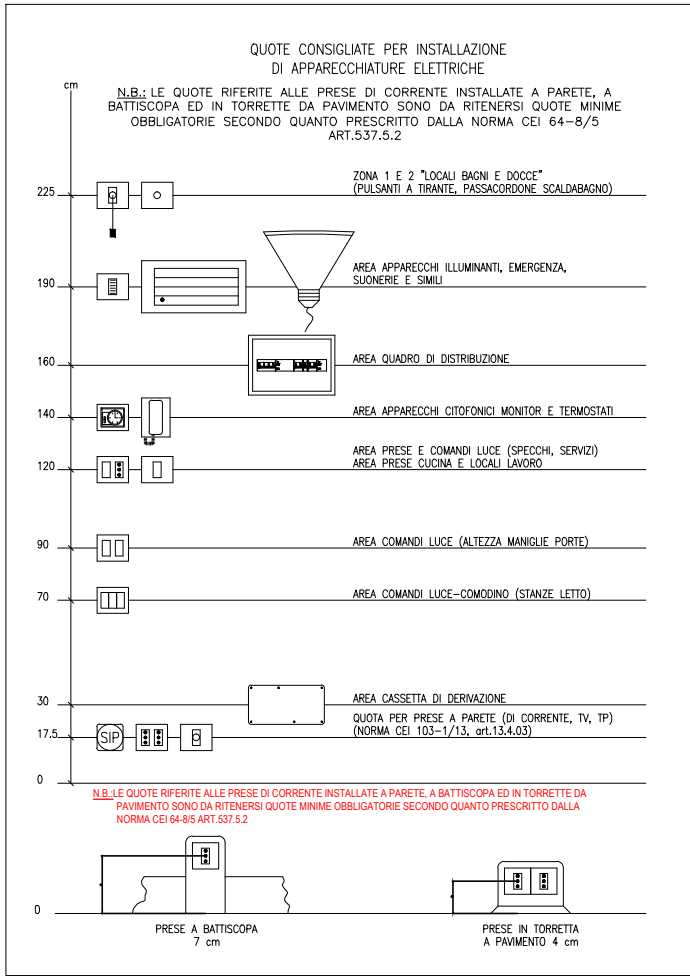 QUOTE CONSIGLIATE PER INSTALLAZIONE
DI APPARECCHIATURE ELETTRICHE
cm
N.B.: LE QUOTE RIFERITE ALLE PRESE DI CORRENTE INSTALLATE A PARETE, A
BATTISCOPA ED IN TORRETTE DA PAVIMENTO SONO DA RITENERSI QUOTE MINIME
OBBLIGATORIE SECONDO QUANTO PRESCRITTO DALLA NORMA CEI 64-8/5
ART.537.5.2
ZONA 1 E 2 "LOCALI BAGNI E DOCCE"
225
(PULSANTI A TIRANTE, PASSACORDONE SCALDABAGNO)
AREA APPARECCHI ILLUMINANTI, EMERGENZA,
190
SUONERIE E SIMILI
160
AREA QUADRO DI DISTRIBUZIONE
140
AREA APPARECCHI CITOFONICI MONITOR E TERMOSTATI
AREA PRESE E COMANDI LUCE (SPECCHI, SERVIZI)
120
AREA PRESE CUCINA E LOCALI LAVORO
90
AREA COMANDI LUCE (ALTEZZA MANIGLIE PORTE)
70
AREA COMANDI LUCE-COMODINO (STANZE LETTO)
30
AREA CASSETTA DI DERIVAZIONE
QUOTA PER PRESE A PARETE (DI CORRENTE, TV, TP)
17.5
SIP
(NORMA CEI 103-1/13, art.13.4.03)
0
N.B.:LE QUOTE RIFERITE ALLE PRESE DI CORRENTE INSTALLATE A PARETE, A BATTISCOPA ED IN TORRETTE DA
PAVIMENTO SONO DA RITENERSI QUOTE MINIME OBBLIGATORIE SECONDO QUANTO PRESCRITTO DALLA
NORMA CEI 64-8/5 ART.537.5.2
0
PRESE A BATTISCOPA
7 cm
PRESE IN TORRETTA
A PAVIMENTO 4 cm